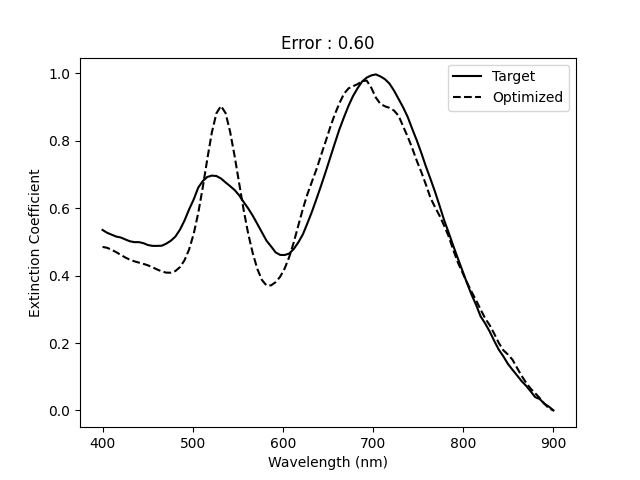 Error : 0.60
Target
Optimized
Extinction Coefficient
1.0
0.8
0.6
0.4
0.2
0.0
400 500 600 700 800 900
Wavelength (nm)